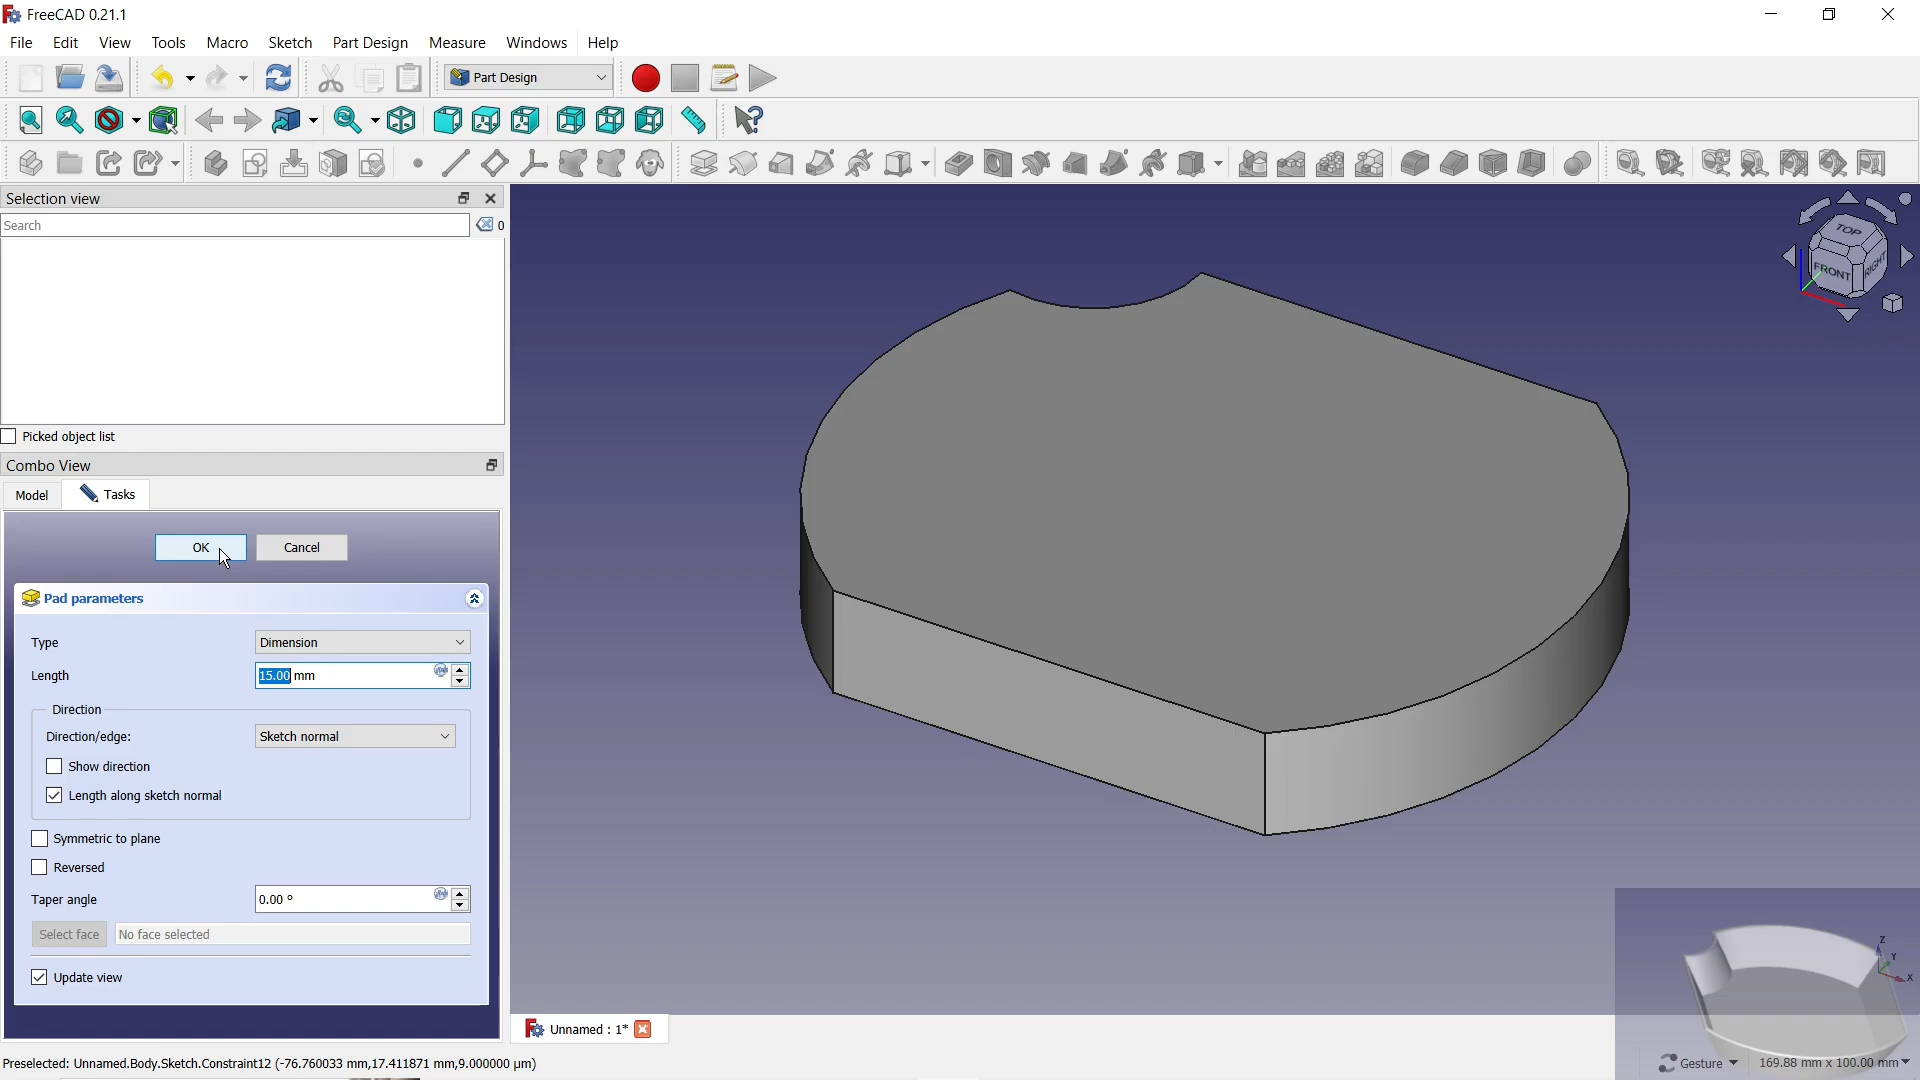 FreeCAD 0.21.1
File Edit View Tools Macro Sketch Part Design Measure Windows Help
Part Design
Selection view
Search
0
Picked object list
Combo View
Model Tasks
OK Cancel
Pad parameters
Type Dimension
Length 15.00 mm
Direction
Direction/edge: Sketch normal
Show direction
Length along sketch normal
Symmetric to plane
Reversed
Taper angle 0.00 °
Select face No face selected
Update view
TOP
FRONT RIGHT
Z
Y
X
Unnamed : 1*
Preselected: Unnamed.Body.Sketch.Constraint12 (-76.760033 mm,17.411871 mm,9.000000 µm)
Gesture 169.88 mm x 100.00 mm